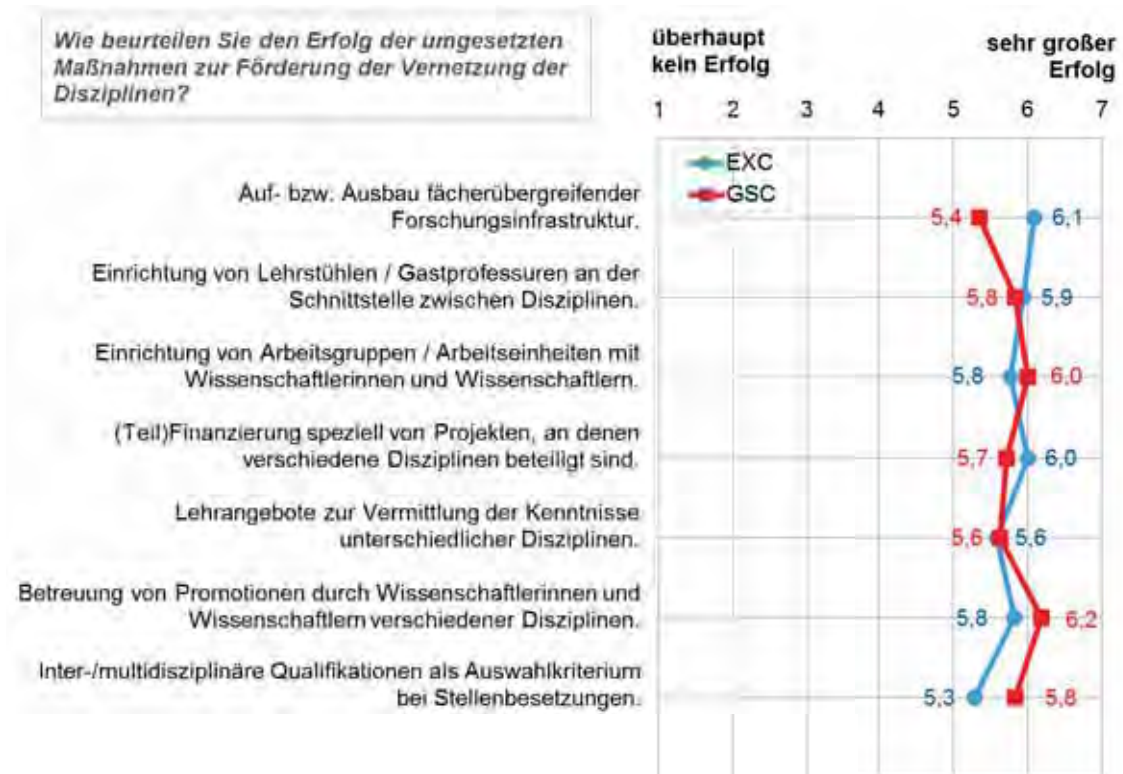 Wie beurteilen Sie den Erfolg der umgesetzten
Maßnahmen zur Förderung der Vernetzung der
Disziplinen?
überhaupt
kein Erfolg
sehr großer
Erfolg
1 2 3 4 5 6 7
EXC
GSC
Auf- bzw. Ausbau fächerübergreifender
Forschungsinfrastruktur.
5,4 6,1
Einrichtung von Lehrstühlen / Gastprofessuren an der
Schnittstelle zwischen Disziplinen.
5,8 5,9
Einrichtung von Arbeitsgruppen / Arbeitseinheiten mit
Wissenschaftlerinnen und Wissenschaftlern.
5,8 6,0
(Teil)Finanzierung speziell von Projekten, an denen
verschiedene Disziplinen beteiligt sind.
5,7 6,0
Lehrangebote zur Vermittlung der Kenntnisse
unterschiedlicher Disziplinen.
5,6 5,6
Betreuung von Promotionen durch Wissenschaftlerinnen und
Wissenschaftlern verschiedener Disziplinen.
5,8 6,2
Inter-/multidisziplinäre Qualifikationen als Auswahlkriterium
bei Stellenbesetzungen.
5,3 5,8